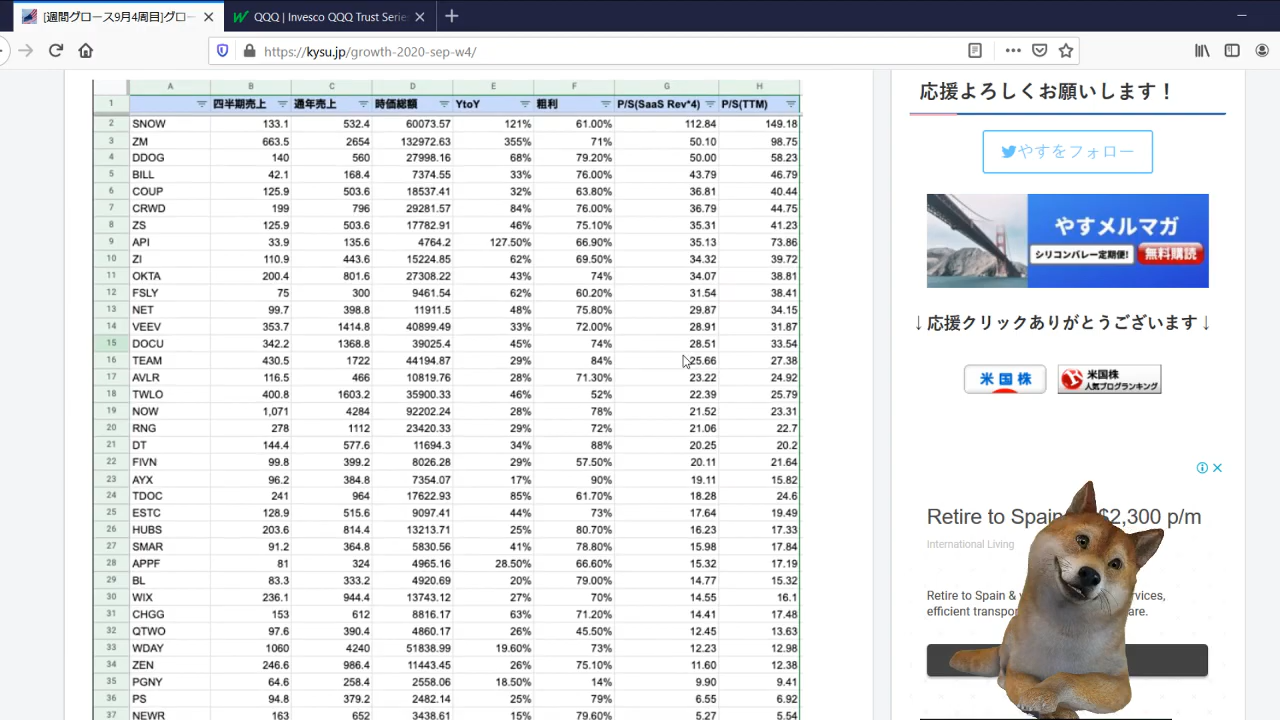 [週間グロース9月4周目]グロー
QQQ | Invesco QQQ Trust Serie
https://kysu.jp/growth-2020-sep-w4/
A B C D E F G H
1 四半期売上 通年売上 時価総額 YtoY 粗利 P/S(SaaS Rev*4) P/S(TTM)
2 SNOW 133.1 532.4 60073.57 121% 61.00% 112.84 149.18
3 ZM 663.5 2654 132972.63 355% 71% 50.10 98.75
4 DDOG 140 560 27998.16 68% 79.20% 50.00 58.23
5 BILL 42.1 168.4 7374.55 33% 76.00% 43.79 46.79
6 COUP 125.9 503.6 18537.41 32% 63.80% 36.81 40.44
7 CRWD 199 796 29281.57 84% 76.00% 36.79 44.75
8 ZS 125.9 503.6 17782.91 46% 75.10% 35.31 41.23
9 API 33.9 135.6 4764.2 127.50% 66.90% 35.13 73.86
10 ZI 110.9 443.6 15224.85 62% 69.50% 34.32 39.72
11 OKTA 200.4 801.6 27308.22 43% 74% 34.07 38.81
12 FSLY 75 300 9461.54 62% 60.20% 31.54 38.41
13 NET 99.7 398.8 11911.5 48% 75.80% 29.87 34.15
14 VEEV 353.7 1414.8 40899.49 33% 72.00% 28.91 31.87
15 DOCU 342.2 1368.8 39025.4 45% 74% 28.51 33.54
16 TEAM 430.5 1722 44194.87 29% 84% 25.66 27.38
17 AVLR 116.5 466 10819.76 28% 71.30% 23.22 24.92
18 TWLO 400.8 1603.2 35900.33 46% 52% 22.39 25.79
19 NOW 1,071 4284 92202.24 28% 78% 21.52 23.31
20 RNG 278 1112 23420.33 29% 72% 21.06 22.7
21 DT 144.4 577.6 11694.3 34% 88% 20.25 20.2
22 FIVN 99.8 399.2 8026.28 29% 57.50% 20.11 21.64
23 AYX 96.2 384.8 7354.07 17% 90% 19.11 15.82
24 TDOC 241 964 17622.93 85% 61.70% 18.28 24.6
25 ESTC 128.9 515.6 9097.41 44% 73% 17.64 19.49
26 HUBS 203.6 814.4 13213.71 25% 80.70% 16.23 17.33
27 SMAR 91.2 364.8 5830.56 41% 78.80% 15.98 17.84
28 APPF 81 324 4965.16 28.50% 66.60% 15.32 17.19
29 BL 83.3 333.2 4920.69 20% 79.00% 14.77 15.32
30 WIX 236.1 944.4 13743.12 27% 70% 14.55 16.1
31 CHGG 153 612 8816.17 63% 71.20% 14.41 17.48
32 QTWO 97.6 390.4 4860.17 26% 45.50% 12.45 13.63
33 WDAY 1060 4240 51838.99 19.60% 73% 12.23 12.98
34 ZEN 246.6 986.4 11443.45 26% 75.10% 11.60 12.38
35 PGNY 64.6 258.4 2558.06 18.50% 14% 9.90 9.41
36 PS 94.8 379.2 2482.14 25% 79% 6.55 6.92
37 NEWR 163 652 3438.61 15% 79.60% 5.27 5.54
応援よろしくお願いします！
やすをフォロー
やすメルマガ
シリコンバレー定期便! 無料購読
↓応援クリックありがとうございます↓
米国株
米国株
人気ブログランキング
Retire to Spain $2,300 p/m
International Living
Retire to Spain & rvices,
efficient transpor are.